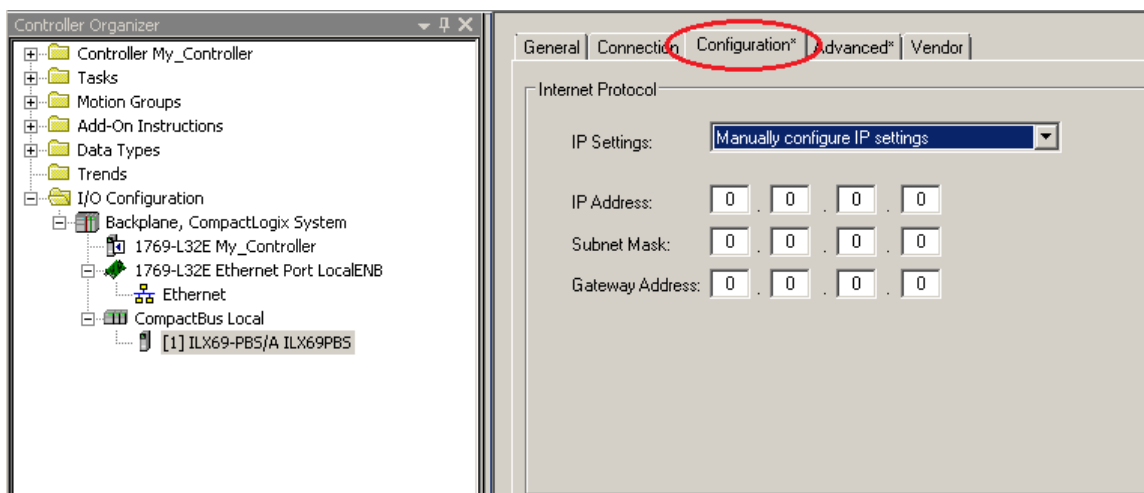 Controller Organizer
Controller My_Controller
Tasks
Motion Groups
Add-On Instructions
Data Types
Trends
I/O Configuration
Backplane, CompactLogix System
1769-L32E My_Controller
1769-L32E Ethernet Port LocalENB
Ethernet
CompactBus Local
[1] ILX69-PBS/A ILX69PBS
General Connection Configuration* Advanced* Vendor
Internet Protocol
IP Settings: Manually configure IP settings
IP Address: 0 . 0 . 0 . 0
Subnet Mask: 0 . 0 . 0 . 0
Gateway Address: 0 . 0 . 0 . 0